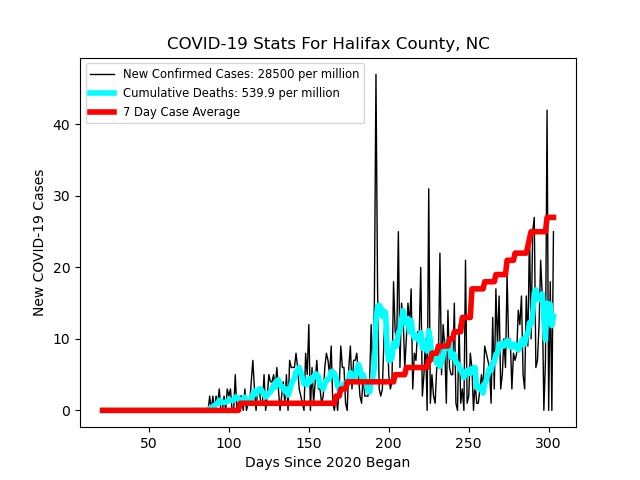 COVID-19 Stats For Halifax County, NC
New Confirmed Cases: 28500 per million
Cumulative Deaths: 539.9 per million
7 Day Case Average
New COVID-19 Cases
40
30
20
10
0
50 100 150 200 250 300
Days Since 2020 Began